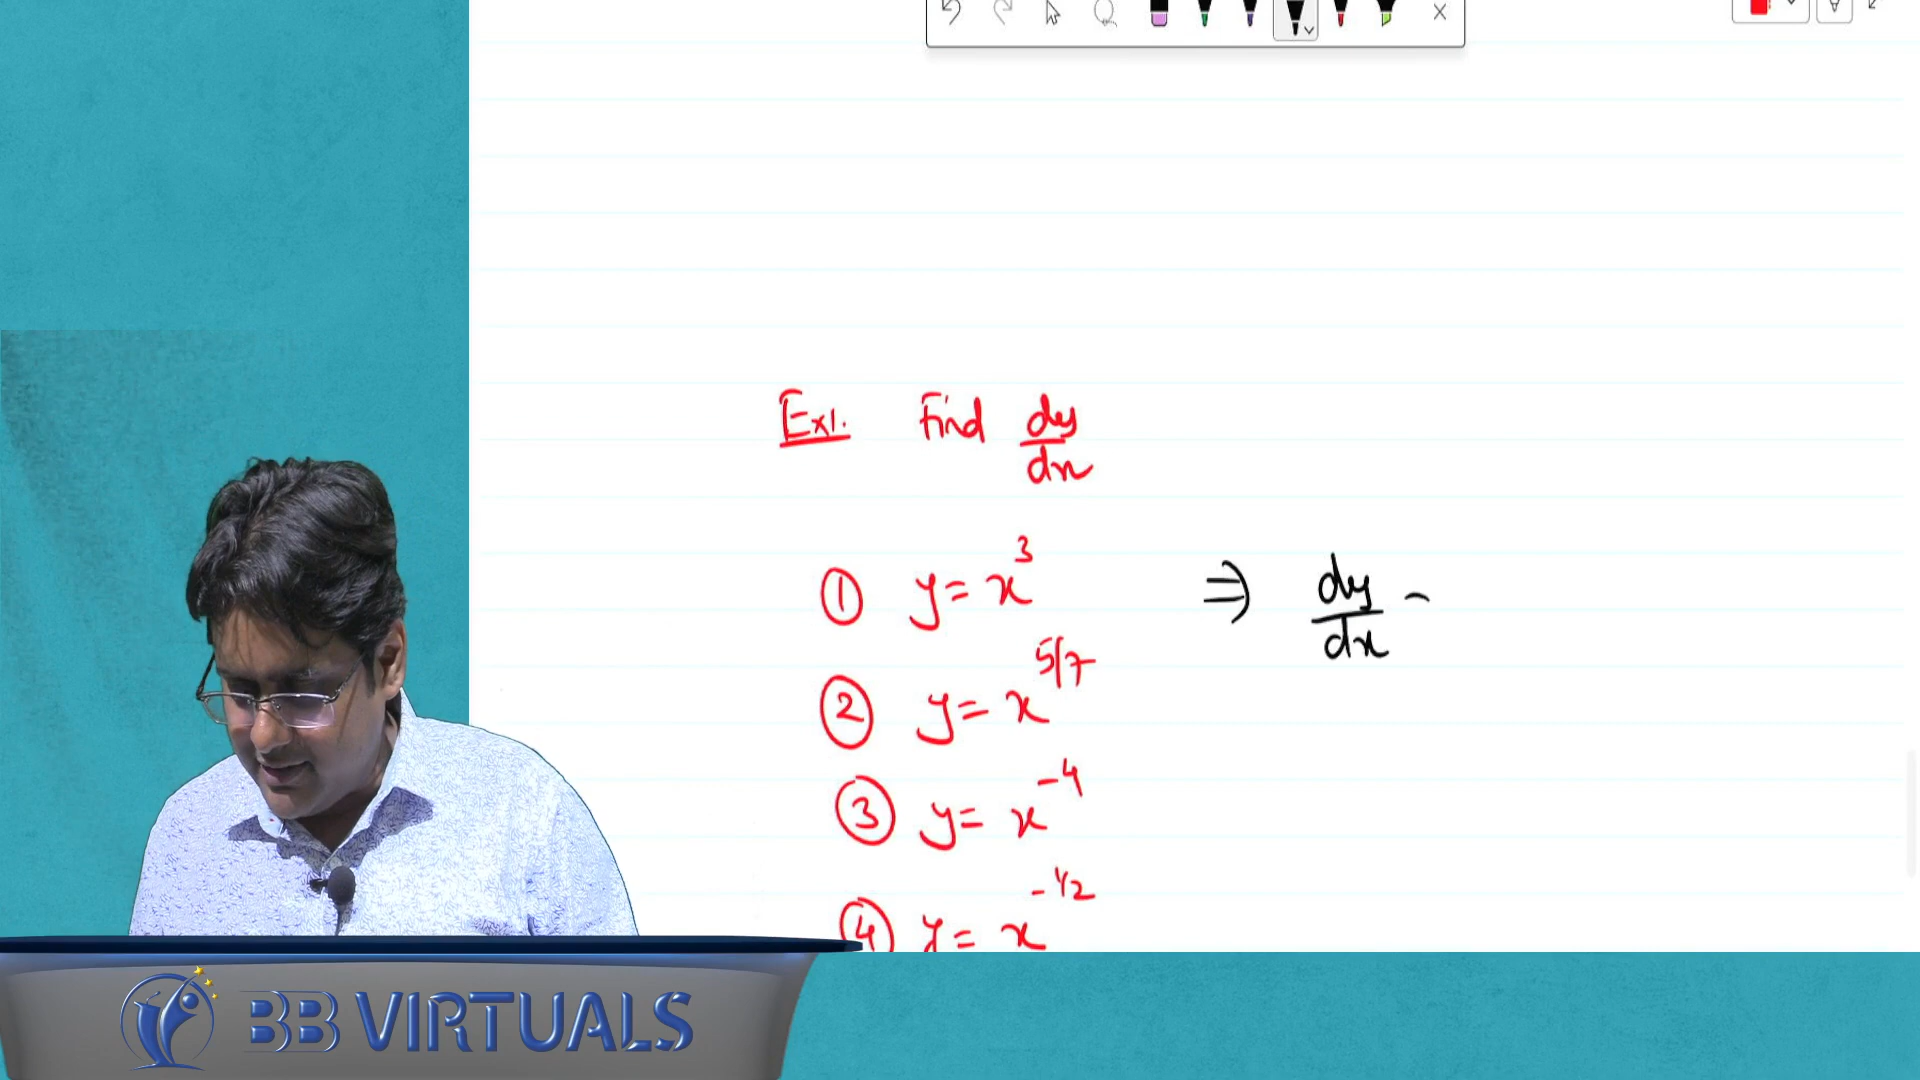 Ex1. Find dy/dx
① y = x^3 ⇒ dy/dx -
② y = x^5/7
③ y = x^-4
④ y = x^-1/2
BB VIRTUALS